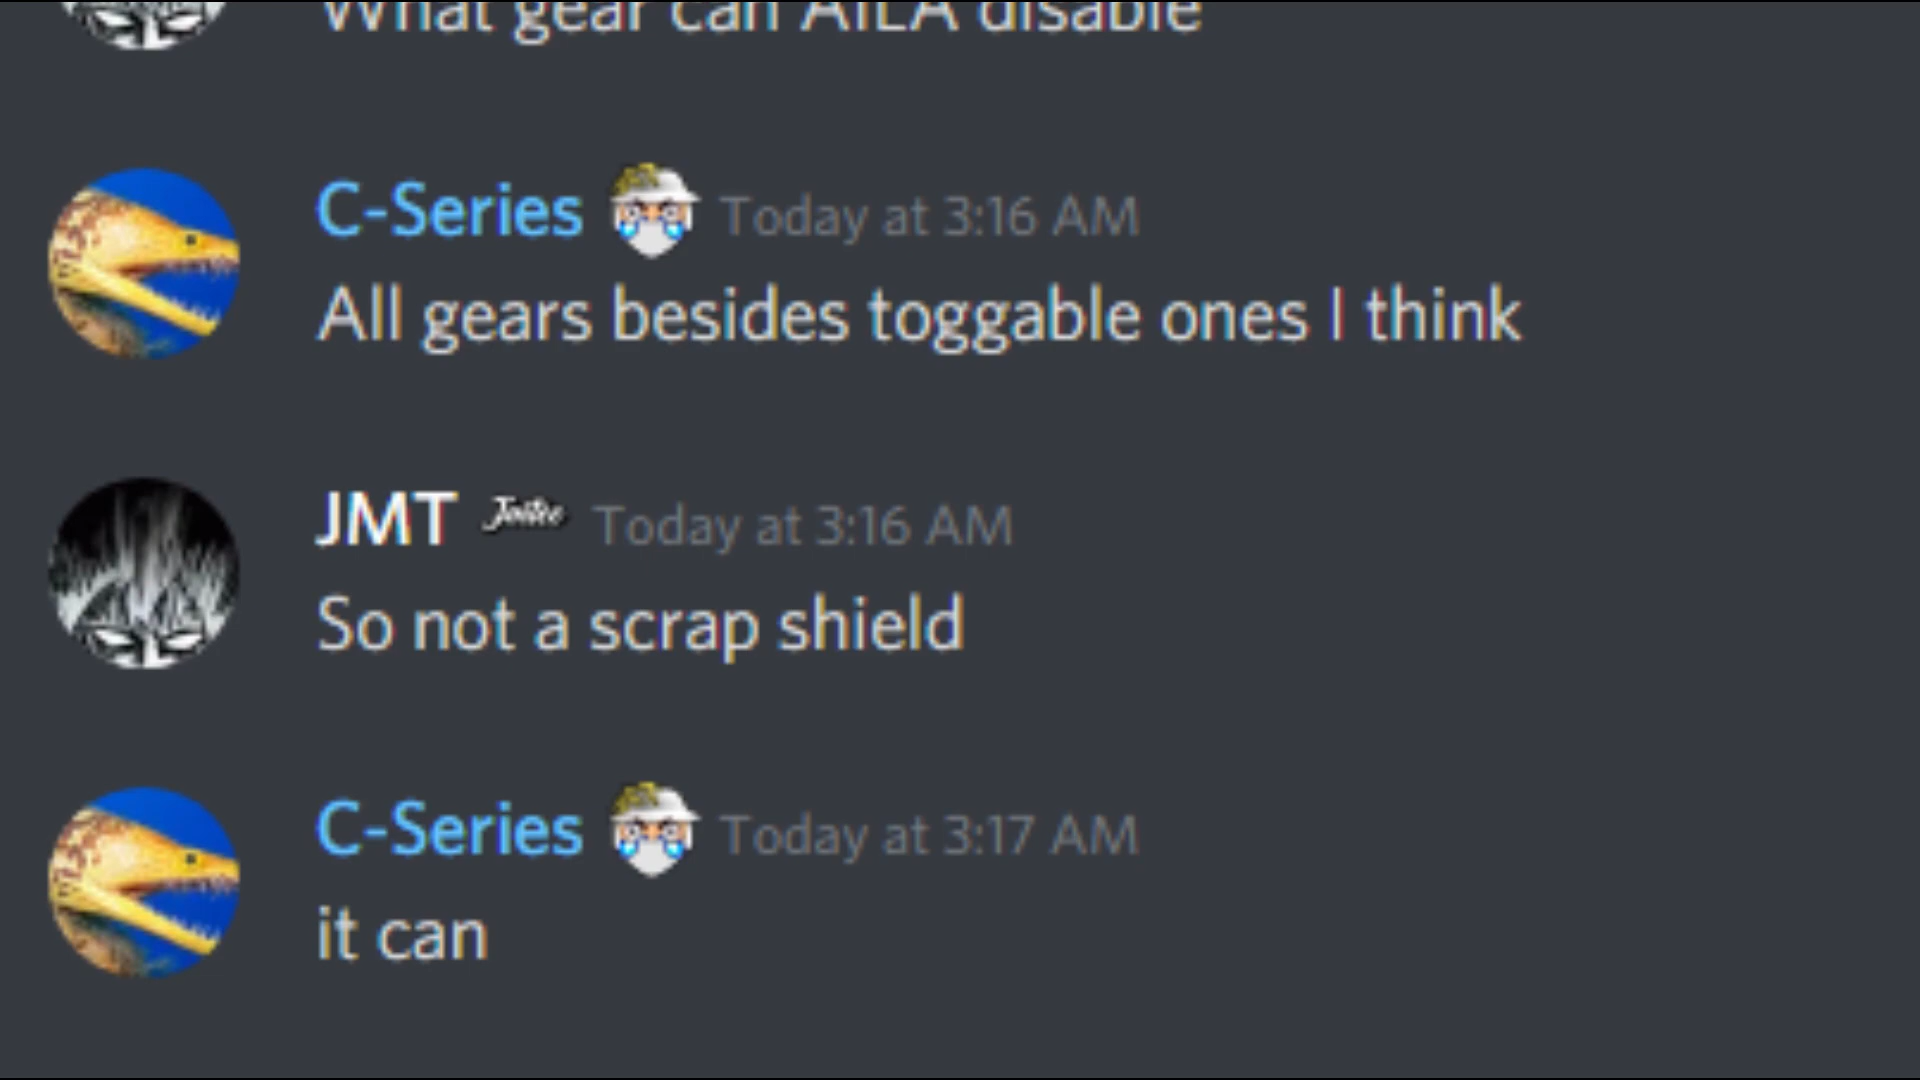 What gear can AILA disable
C-Series Today at 3:16 AM
All gears besides toggable ones I think
JMT Today at 3:16 AM
So not a scrap shield
C-Series Today at 3:17 AM
it can